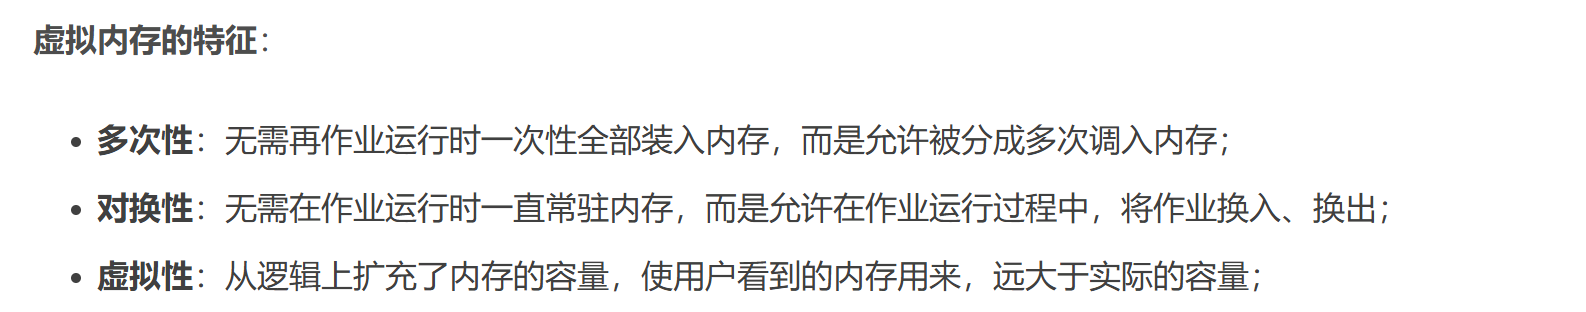 虚拟内存的特征：
多次性：无需再作业运行时一次性全部装入内存，而是允许被分成多次调入内存；
对换性：无需在作业运行时一直常驻内存，而是允许在作业运行过程中，将作业换入、换出；
虚拟性：从逻辑上扩充了内存的容量，使用户看到的内存用来，远大于实际的容量；